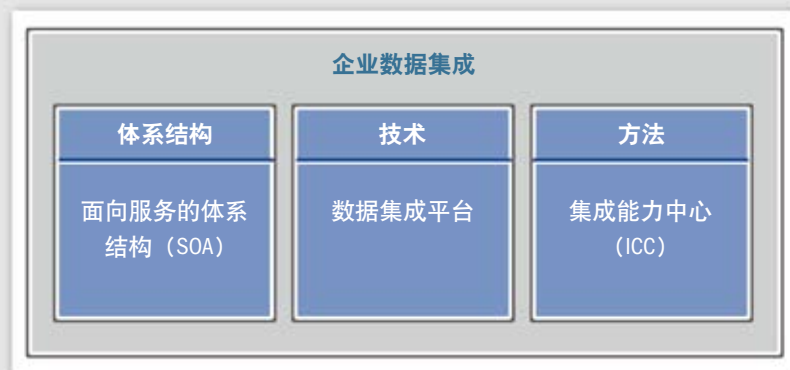 企业数据集成
体系结构
面向服务的体系
结构（SOA）
技术
数据集成平台
方法
集成能力中心
（ICC）